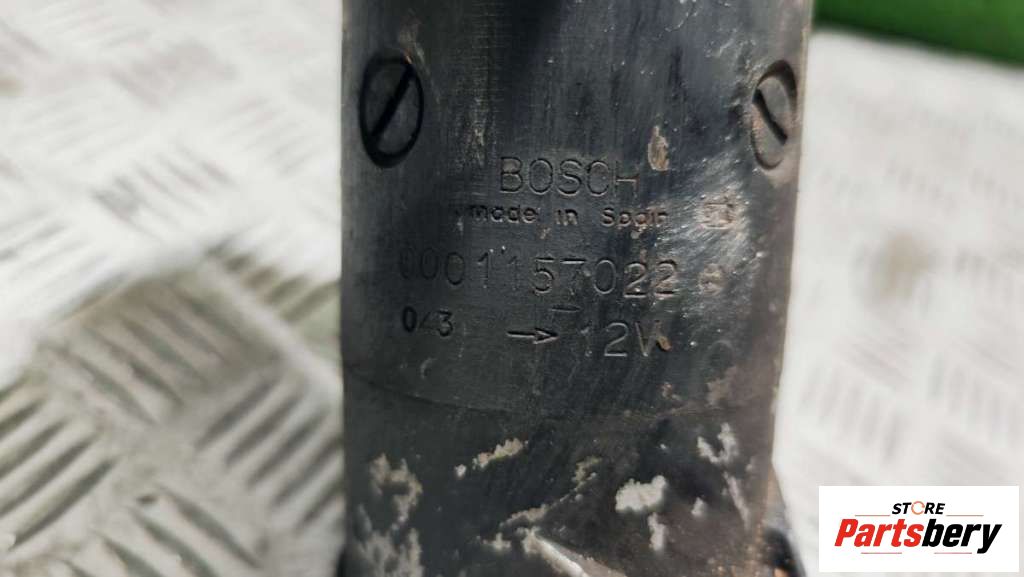 BOSCH
made in Spain
0001157022
043 → 12V
STORE
Partsbery